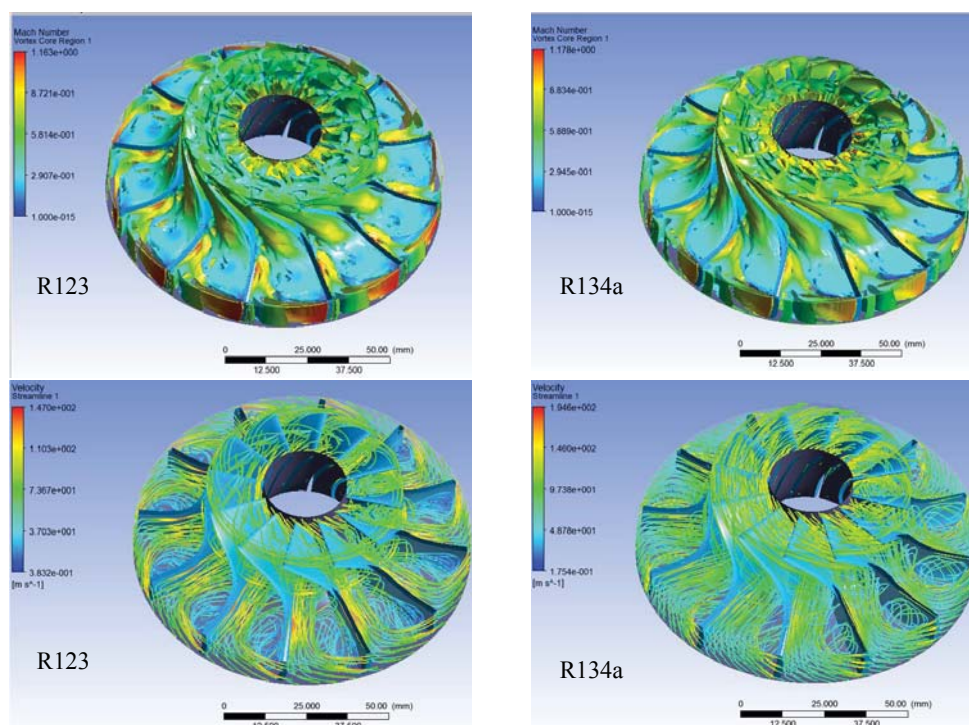 Mach Number
Vortex Core Region 1
1.163e+000
8.721e-001
5.814e-001
2.907e-001
1.000e-015
R123
0 25.000 50.00 (mm)
12.500 37.500
Mach Number
Vortex Core Region 1
1.178e+000
8.834e-001
5.889e-001
2.945e-001
1.000e-015
R134a
0 25.000 50.00 (mm)
12.500 37.500
Velocity
Streamline 1
1.470e+002
1.103e+002
7.367e+001
3.703e+001
3.832e-001
[m s^-1]
R123
0 25.000 50.00 (mm)
12.500 37.500
Velocity
Streamline 1
1.946e+002
1.460e+002
9.738e+001
4.878e+001
1.754e-001
[m s^-1]
R134a
0 25.000 50.00 (mm)
12.500 37.500